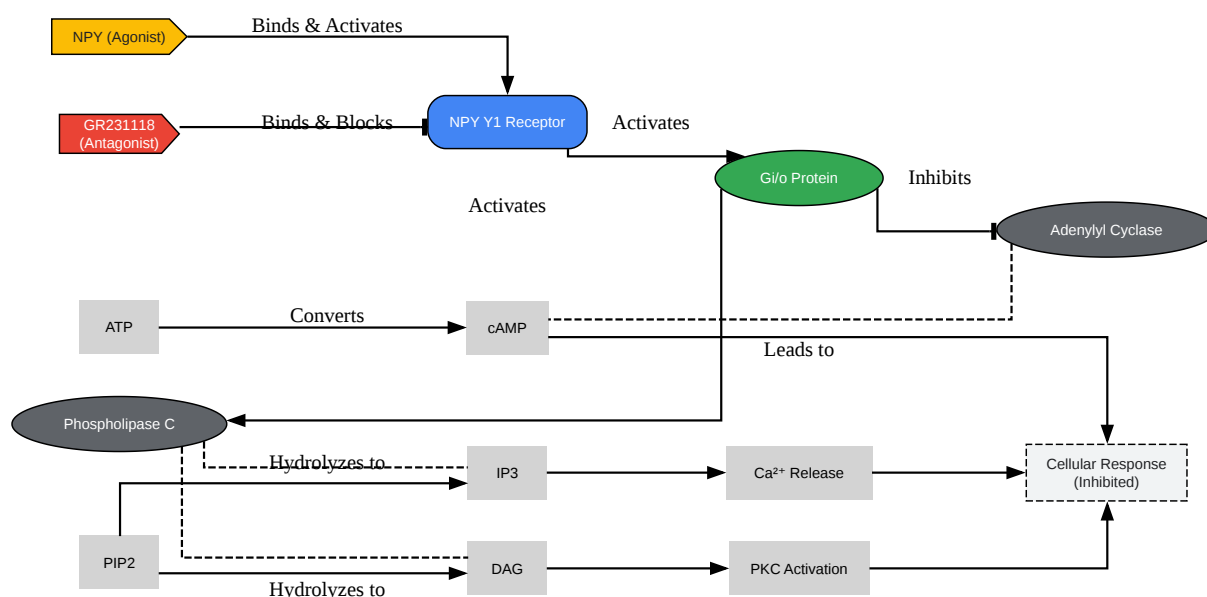 NPY (Agonist)
Binds & Activates
GR231118
(Antagonist)
Binds & Blocks
NPY Y1 Receptor
Activates
Gi/o Protein
Inhibits
Activates
Adenylyl Cyclase
ATP
Converts
cAMP
Leads to
Phospholipase C
Hydrolyzes to
IP3
Ca²⁺ Release
Cellular Response
(Inhibited)
PIP2
Hydrolyzes to
DAG
PKC Activation